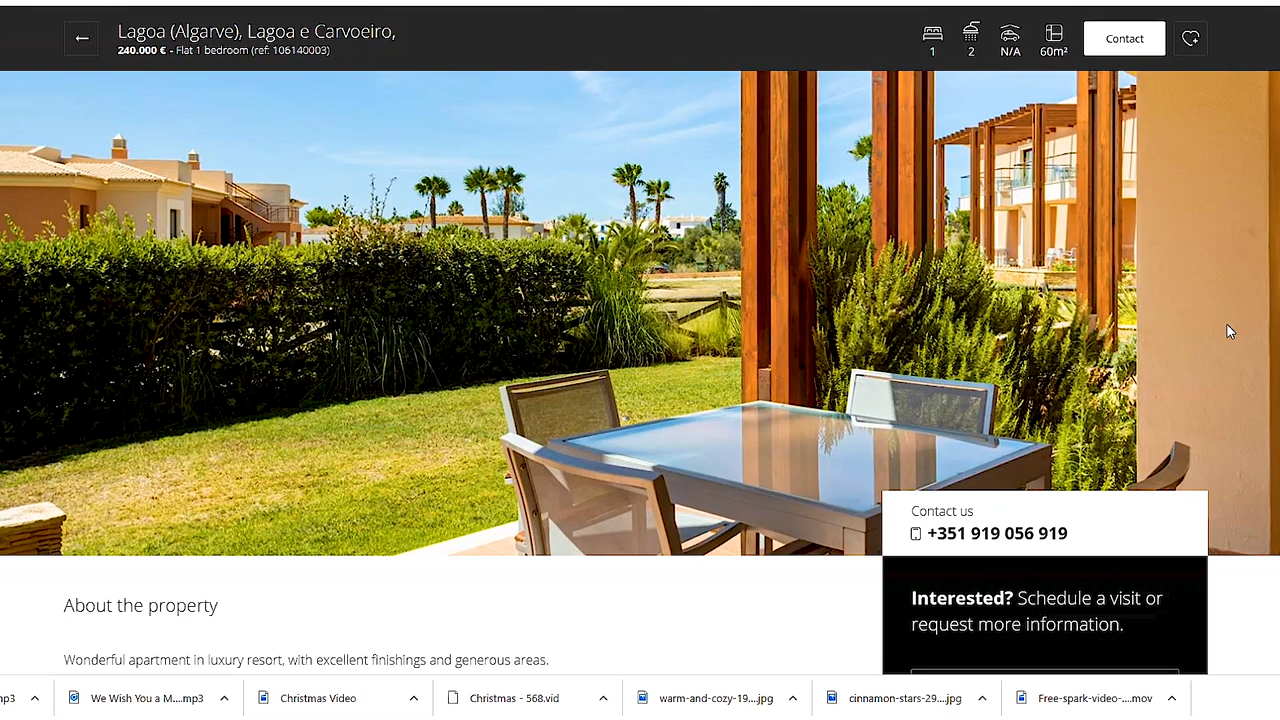 Lagoa (Algarve), Lagoa e Carvoeiro,
240.000 € - Flat 1 bedroom (ref: 106140003)
1
2
N/A
60m²
Contact
Contact us
+351 919 056 919
Interested? Schedule a visit or
request more information.
About the property
Wonderful apartment in luxury resort, with excellent finishings and generous areas.
mp3
We Wish You a M....mp3
Christmas Video
Christmas - 568.vid
warm-and-cozy-19....jpg
cinnamon-stars-29....jpg
Free-spark-video-....mov